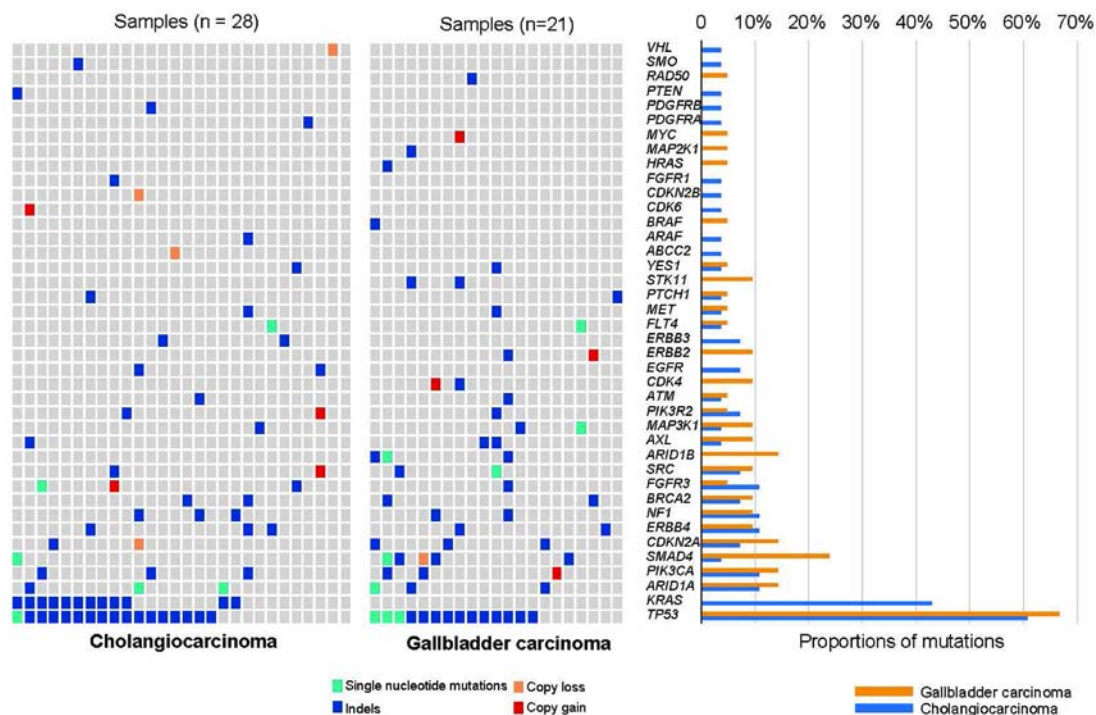 Samples (n = 28)
Samples (n=21)
0 10% 20% 30% 40% 50% 60% 70%
VHL
SMO
RAD50
PTEN
PDGFRB
PDGFRA
MYC
MAP2K1
HRAS
FGFR1
CDKN2B
CDK6
BRAF
ARAF
ABCC2
YES1
STK11
PTCH1
MET
FLT4
ERBB3
ERBB2
EGFR
CDK4
ATM
PIK3R2
MAP3K1
AXL
ARID1B
SRC
FGFR3
BRCA2
NF1
ERBB4
CDKN2A
SMAD4
PIK3CA
ARID1A
KRAS
TP53
Cholangiocarcinoma
Gallbladder carcinoma
Proportions of mutations
Single nucleotide mutations
Copy loss
Indels
Copy gain
Gallbladder carcinoma
Cholangiocarcinoma